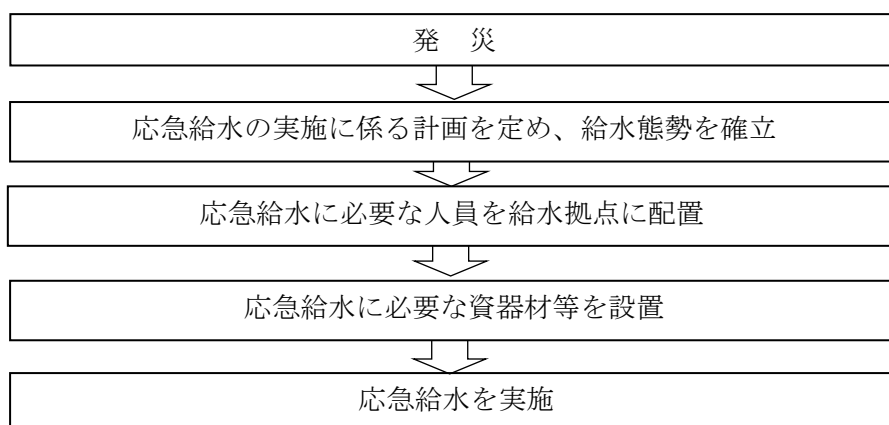 発　災
応急給水の実施に係る計画を定め、給水態勢を確立
応急給水に必要な人員を給水拠点に配置
応急給水に必要な資器材等を設置
応急給水を実施